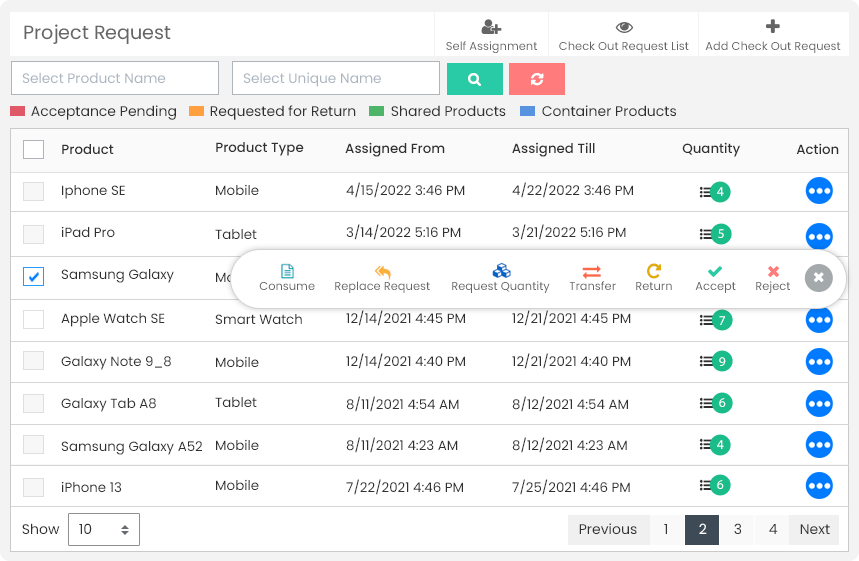 Project Request
Self Assignment
Check Out Request List
Add Check Out Request
Select Product Name
Select Unique Name
Acceptance Pending Requested for Return Shared Products Container Products
Product Product Type Assigned From Assigned Till Quantity Action
Iphone SE Mobile 4/15/2022 3:46 PM 4/22/2022 3:46 PM 4
iPad Pro Tablet 3/14/2022 5:16 PM 3/21/2022 5:16 PM 5
Samsung Galaxy
Consume Replace Request Request Quantity Transfer Return Accept Reject
Apple Watch SE Smart Watch 12/14/2021 4:45 PM 12/21/2021 4:45 PM 7
Galaxy Note 9_8 Mobile 12/14/2021 4:40 PM 12/21/2021 4:40 PM 9
Galaxy Tab A8 Tablet 8/11/2021 4:54 AM 8/12/2021 4:54 AM 6
Samsung Galaxy A52 Mobile 8/11/2021 4:23 AM 8/12/2021 4:23 AM 4
iPhone 13 Mobile 7/22/2021 4:46 PM 7/25/2021 4:46 PM 6
Show 10 Previous 1 2 3 4 Next